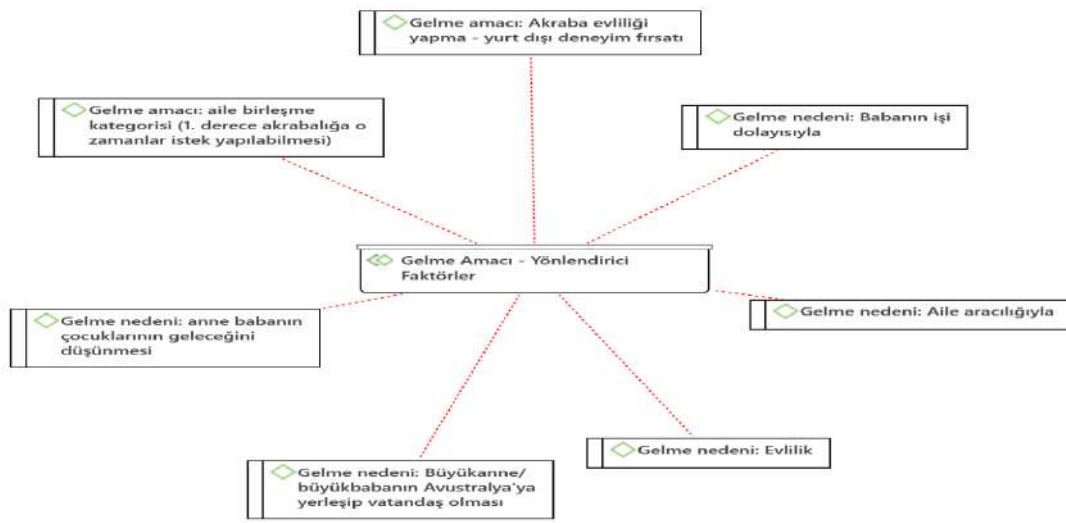 Gelme amacı: Akraba evliliği
yapma - yurt dışı deneyim fırsatı
Gelme amacı: aile birleşme
kategorisi (1. derece akrabalığa o
zamanlar istek yapılabilmesi)
Gelme nedeni: Babanın işi
dolayısıyla
Gelme Amacı - Yönlendirici
Faktörler
Gelme nedeni: anne babanın
çocuklarının geleceğini
düşünmesi
Gelme nedeni: Aile aracılığıyla
Gelme nedeni: Evlilik
Gelme nedeni: Büyükanne/
büyükbabanın Avustralya'ya
yerleşip vatandaş olması